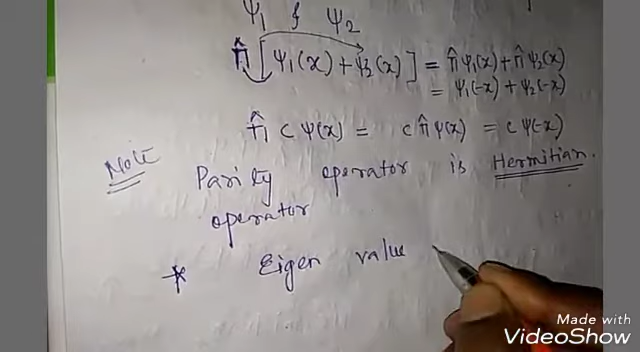 ψ₁ & ψ₂
π̂ [ψ₁(x) + ψ₂(x)] = π̂ ψ₁(x) + π̂ ψ₂(x)
= ψ₁(-x) + ψ₂(-x)
π̂ c ψ(x) = c π̂ ψ(x) = c ψ(-x)
Note
Parity operator is Hermitian.
operator
* Eigen value
Made with
VideoShow